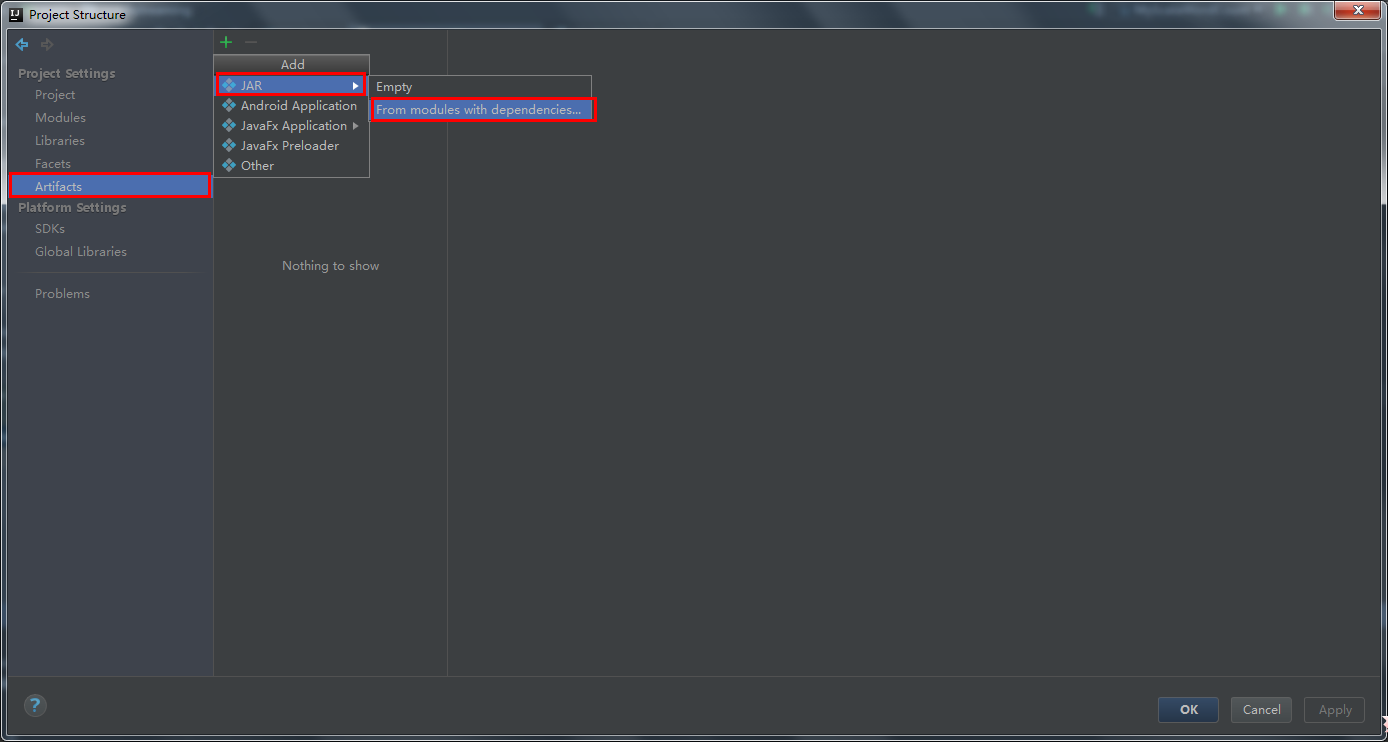 Project Structure
Project Settings
Project
Modules
Libraries
Facets
Artifacts
Platform Settings
SDKs
Global Libraries
Problems
Add
JAR
Android Application
JavaFx Application
JavaFx Preloader
Other
Empty
From modules with dependencies...
Nothing to show
?
OK
Cancel
Apply